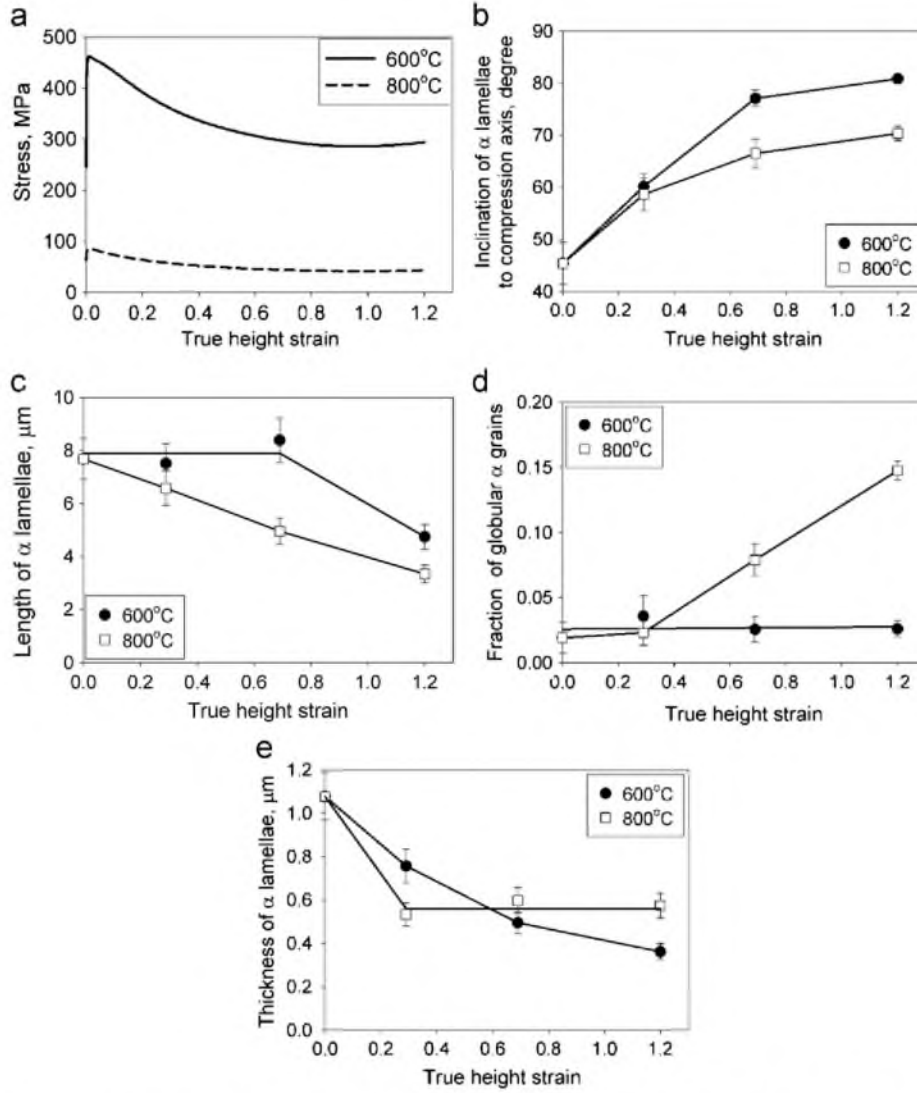 a
500
400
300
200
100
0
Stress, MPa
600°C
800°C
0.0 0.2 0.4 0.6 0.8 1.0 1.2
True height strain
b
90
80
70
60
50
40
Inclination of α lamellae
to compression axis, degree
600°C
800°C
0.0 0.2 0.4 0.6 0.8 1.0 1.2
True height strain
c
10
8
6
4
2
0
Length of α lamellae, μm
600°C
800°C
0.0 0.2 0.4 0.6 0.8 1.0 1.2
True height strain
d
0.20
0.15
0.10
0.05
0.00
Fraction of globular α grains
600°C
800°C
0.0 0.2 0.4 0.6 0.8 1.0 1.2
True height strain
e
1.2
1.0
0.8
0.6
0.4
0.2
0.0
Thickness of α lamellae, μm
600°C
800°C
0.0 0.2 0.4 0.6 0.8 1.0 1.2
True height strain